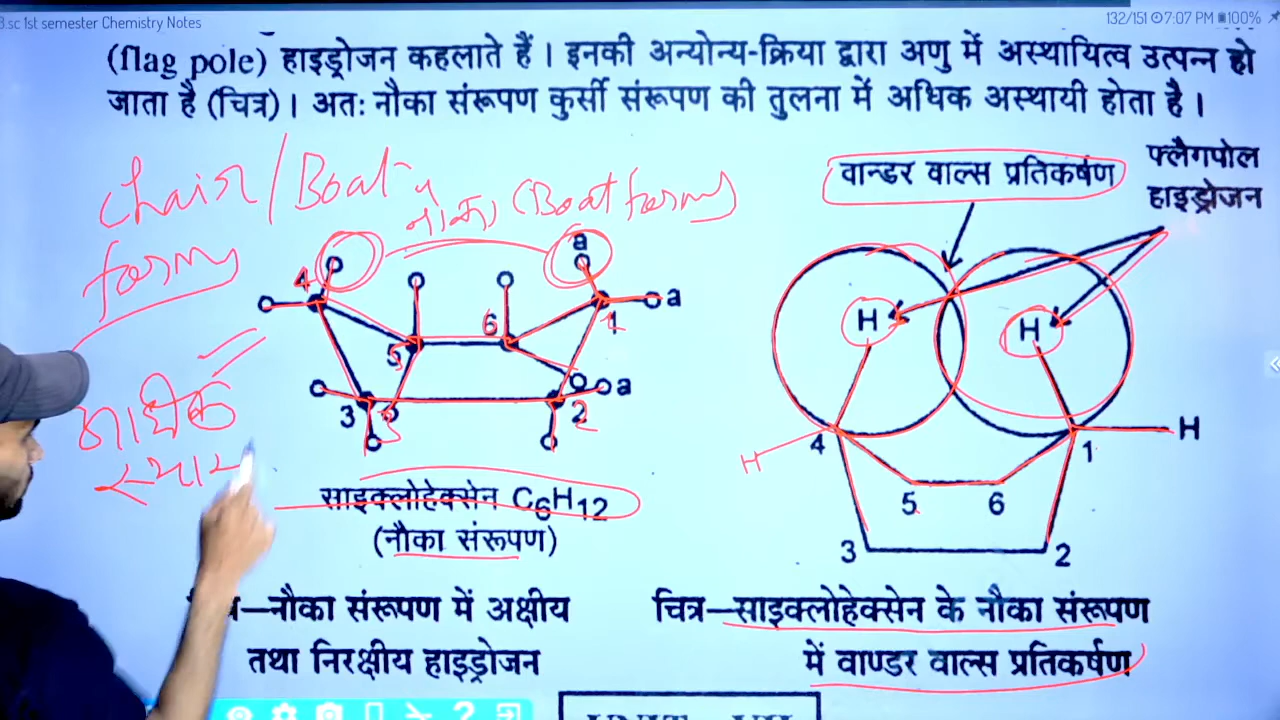 B.sc 1st semester Chemistry Notes
132/151 7:07 PM 100%
(flag pole) हाइड्रोजन कहलाते हैं । इनकी अन्योन्य-क्रिया द्वारा अणु में अस्थायित्व उत्पन्न हो
जाता है (चित्र) । अतः नौका संरूपण कुर्सी संरूपण की तुलना में अधिक अस्थायी होता है ।
chair / Boat
forms
नौका (Boat forms)
वान्डर वाल्स प्रतिकर्षण
फ्लैगपोल
हाइड्रोजन
a
4
6
1
a
5
a
3
3
2
H
H
H
H
4
1
5
6
3
2
साइक्लोहेक्सेन C6H12
(नौका संरूपण)
–नौका संरूपण में अक्षीय
तथा निरक्षीय हाइड्रोजन
चित्र–साइक्लोहेक्सेन के नौका संरूपण
में वाण्डर वाल्स प्रतिकर्षण